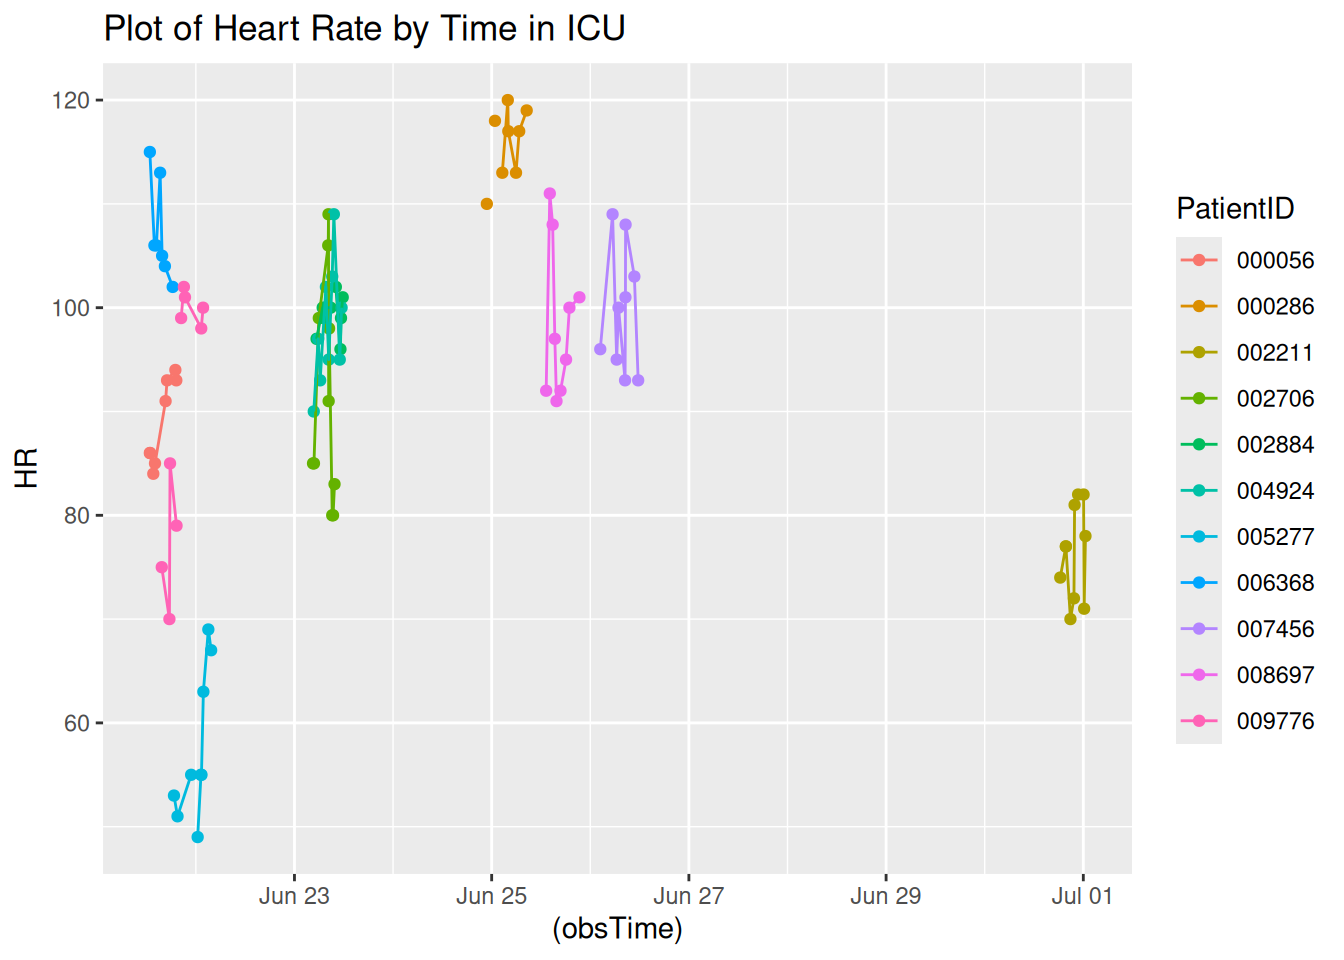 Plot of Heart Rate by Time in ICU
120
100
80
60
HR
Jun 23
Jun 25
Jun 27
Jun 29
Jul 01
(obsTime)
PatientID
000056
000286
002211
002706
002884
004924
005277
006368
007456
008697
009776